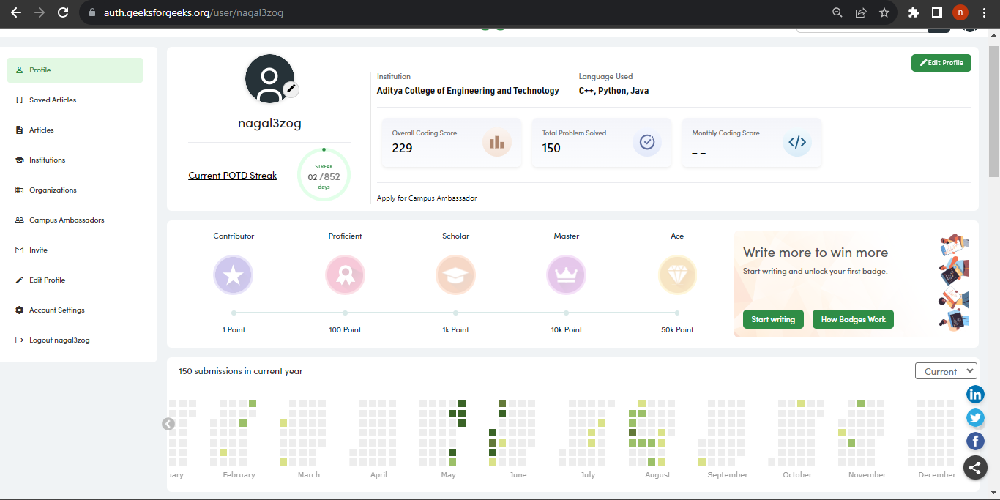 auth.geeksforgeeks.org/user/nagal3zog
n
Profile
Saved Articles
Articles
Institutions
Organizations
Campus Ambassadors
Invite
Edit Profile
Account Settings
Logout nagal3zog
nagal3zog
Current POTD Streak
STREAK
02 /852
days
Institution
Aditya College of Engineering and Technology
Language Used
C++, Python, Java
Edit Profile
Overall Coding Score
229
Total Problem Solved
150
Monthly Coding Score
_ _
Apply for Campus Ambassador
Contributor Proficient Scholar Master Ace
1 Point 100 Point 1k Point 10k Point 50k Point
Write more to win more
Start writing and unlock your first badge.
Start writing How Badges Work
150 submissions in current year
Current
uary February March April May June July August September October November December